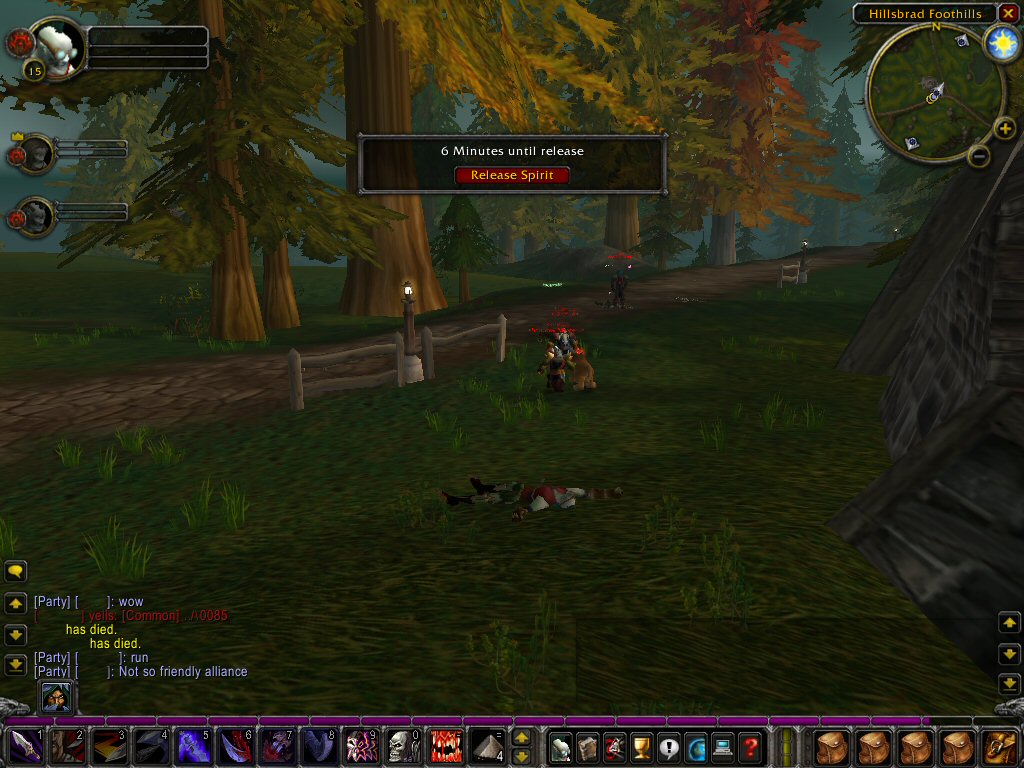 Hillsbrad Foothills
N
15
6 Minutes until release
Release Spirit
[Party] [ ]: wow
[ ] yells: [Common] ../\0085
has died.
has died.
[Party] [ ]: run
[Party] [ ]: Not so friendly alliance
1 2 3 4 5 6 7 8 9 0 - =
4